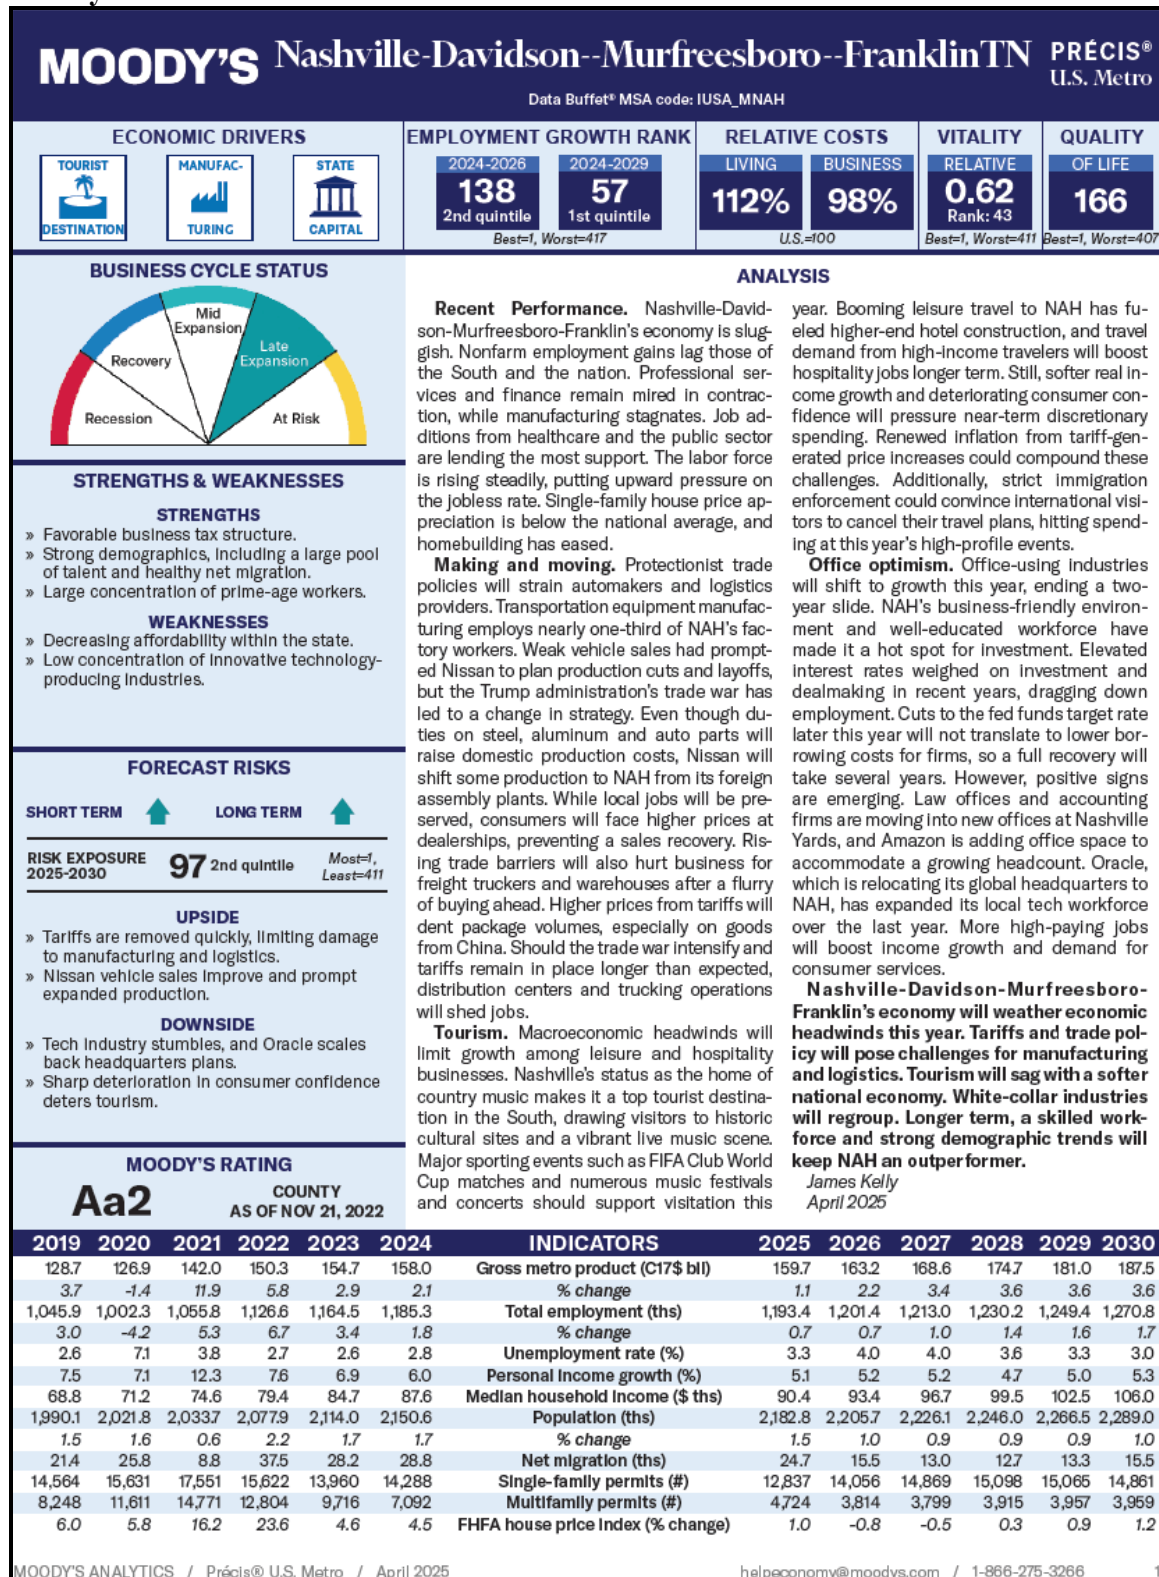 MOODY'S Nashville-Davidson--Murfreesboro--FranklinTN PRÉCIS®
U.S. Metro
Data Buffet® MSA code: IUSA_MNAH
ECONOMIC DRIVERS
TOURIST
DESTINATION
MANUFAC-
TURING
STATE
CAPITAL
EMPLOYMENT GROWTH RANK
2024-2026
138
2nd quintile
2024-2029
57
1st quintile
Best=1, Worst=417
RELATIVE COSTS
LIVING
112%
BUSINESS
98%
U.S.=100
VITALITY
RELATIVE
0.62
Rank: 43
Best=1, Worst=411
QUALITY
OF LIFE
166
Best=1, Worst=407
BUSINESS CYCLE STATUS
Recession
Recovery
Mid
Expansion
Late
Expansion
At Risk
STRENGTHS & WEAKNESSES
STRENGTHS
» Favorable business tax structure.
» Strong demographics, including a large pool
of talent and healthy net migration.
» Large concentration of prime-age workers.
WEAKNESSES
» Decreasing affordability within the state.
» Low concentration of innovative technology-
producing industries.
FORECAST RISKS
SHORT TERM LONG TERM
RISK EXPOSURE
2025-2030
97 2nd quintile
Most=1,
Least=411
UPSIDE
» Tariffs are removed quickly, limiting damage
to manufacturing and logistics.
» Nissan vehicle sales improve and prompt
expanded production.
DOWNSIDE
» Tech industry stumbles, and Oracle scales
back headquarters plans.
» Sharp deterioration in consumer confidence
deters tourism.
MOODY'S RATING
Aa2
COUNTY
AS OF NOV 21, 2022
ANALYSIS
Recent Performance. Nashville-David-
son-Murfreesboro-Franklin's economy is slug-
gish. Nonfarm employment gains lag those of
the South and the nation. Professional ser-
vices and finance remain mired in contrac-
tion, while manufacturing stagnates. Job ad-
ditions from healthcare and the public sector
are lending the most support. The labor force
is rising steadily, putting upward pressure on
the jobless rate. Single-family house price ap-
preciation is below the national average, and
homebuilding has eased.
Making and moving. Protectionist trade
policies will strain automakers and logistics
providers. Transportation equipment manufac-
turing employs nearly one-third of NAH's fac-
tory workers. Weak vehicle sales had prompt-
ed Nissan to plan production cuts and layoffs,
but the Trump administration's trade war has
led to a change in strategy. Even though du-
ties on steel, aluminum and auto parts will
raise domestic production costs, Nissan will
shift some production to NAH from its foreign
assembly plants. While local jobs will be pre-
served, consumers will face higher prices at
dealerships, preventing a sales recovery. Ris-
ing trade barriers will also hurt business for
freight truckers and warehouses after a flurry
of buying ahead. Higher prices from tariffs will
dent package volumes, especially on goods
from China. Should the trade war intensify and
tariffs remain in place longer than expected,
distribution centers and trucking operations
will shed jobs.
Tourism. Macroeconomic headwinds will
limit growth among leisure and hospitality
businesses. Nashville's status as the home of
country music makes it a top tourist destina-
tion in the South, drawing visitors to historic
cultural sites and a vibrant live music scene.
Major sporting events such as FIFA Club World
Cup matches and numerous music festivals
and concerts should support visitation this
year. Booming leisure travel to NAH has fu-
eled higher-end hotel construction, and travel
demand from high-income travelers will boost
hospitality jobs longer term. Still, softer real in-
come growth and deteriorating consumer con-
fidence will pressure near-term discretionary
spending. Renewed inflation from tariff-gen-
erated price increases could compound these
challenges. Additionally, strict immigration
enforcement could convince international visi-
tors to cancel their travel plans, hitting spend-
ing at this year's high-profile events.
Office optimism. Office-using industries
will shift to growth this year, ending a two-
year slide. NAH's business-friendly environ-
ment and well-educated workforce have
made it a hot spot for investment. Elevated
interest rates weighed on investment and
dealmaking in recent years, dragging down
employment. Cuts to the fed funds target rate
later this year will not translate to lower bor-
rowing costs for firms, so a full recovery will
take several years. However, positive signs
are emerging. Law offices and accounting
firms are moving into new offices at Nashville
Yards, and Amazon is adding office space to
accommodate a growing headcount. Oracle,
which is relocating its global headquarters to
NAH, has expanded its local tech workforce
over the last year. More high-paying jobs
will boost income growth and demand for
consumer services.
Nashville-Davidson-Murfreesboro-
Franklin's economy will weather economic
headwinds this year. Tariffs and trade pol-
icy will pose challenges for manufacturing
and logistics. Tourism will sag with a softer
national economy. White-collar industries
will regroup. Longer term, a skilled work-
force and strong demographic trends will
keep NAH an outperformer.
James Kelly
April 2025
2019 2020 2021 2022 2023 2024 INDICATORS 2025 2026 2027 2028 2029 2030
128.7 126.9 142.0 150.3 154.7 158.0 Gross metro product (C17$ bil) 159.7 163.2 168.6 174.7 181.0 187.5
3.7 -1.4 11.9 5.8 2.9 2.1 % change 1.1 2.2 3.4 3.6 3.6 3.6
1,045.9 1,002.3 1,055.8 1,126.6 1,164.5 1,185.3 Total employment (ths) 1,193.4 1,201.4 1,213.0 1,230.2 1,249.4 1,270.8
3.0 -4.2 5.3 6.7 3.4 1.8 % change 0.7 0.7 1.0 1.4 1.6 1.7
2.6 7.1 3.8 2.7 2.6 2.8 Unemployment rate (%) 3.3 4.0 4.0 3.6 3.3 3.0
7.5 7.1 12.3 7.6 6.9 6.0 Personal income growth (%) 5.1 5.2 5.2 4.7 5.0 5.3
68.8 71.2 74.6 79.4 84.7 87.6 Median household income ($ ths) 90.4 93.4 96.7 99.5 102.5 106.0
1,990.1 2,021.8 2,033.7 2,077.9 2,114.0 2,150.6 Population (ths) 2,182.8 2,205.7 2,226.1 2,246.0 2,266.5 2,289.0
1.5 1.6 0.6 2.2 1.7 1.7 % change 1.5 1.0 0.9 0.9 0.9 1.0
21.4 25.8 8.8 37.5 28.2 28.8 Net migration (ths) 24.7 15.5 13.0 12.7 13.3 15.5
14,564 15,631 17,551 15,622 13,960 14,288 Single-family permits (#) 12,837 14,056 14,869 15,098 15,065 14,861
8,248 11,611 14,771 12,804 9,716 7,092 Multifamily permits (#) 4,724 3,814 3,799 3,915 3,957 3,959
6.0 5.8 16.2 23.6 4.6 4.5 FHFA house price index (% change) 1.0 -0.8 -0.5 0.3 0.9 1.2
MOODY'S ANALYTICS / Précis® U.S. Metro / April 2025 helpeconomy@moodys.com / 1-866-275-3266 1